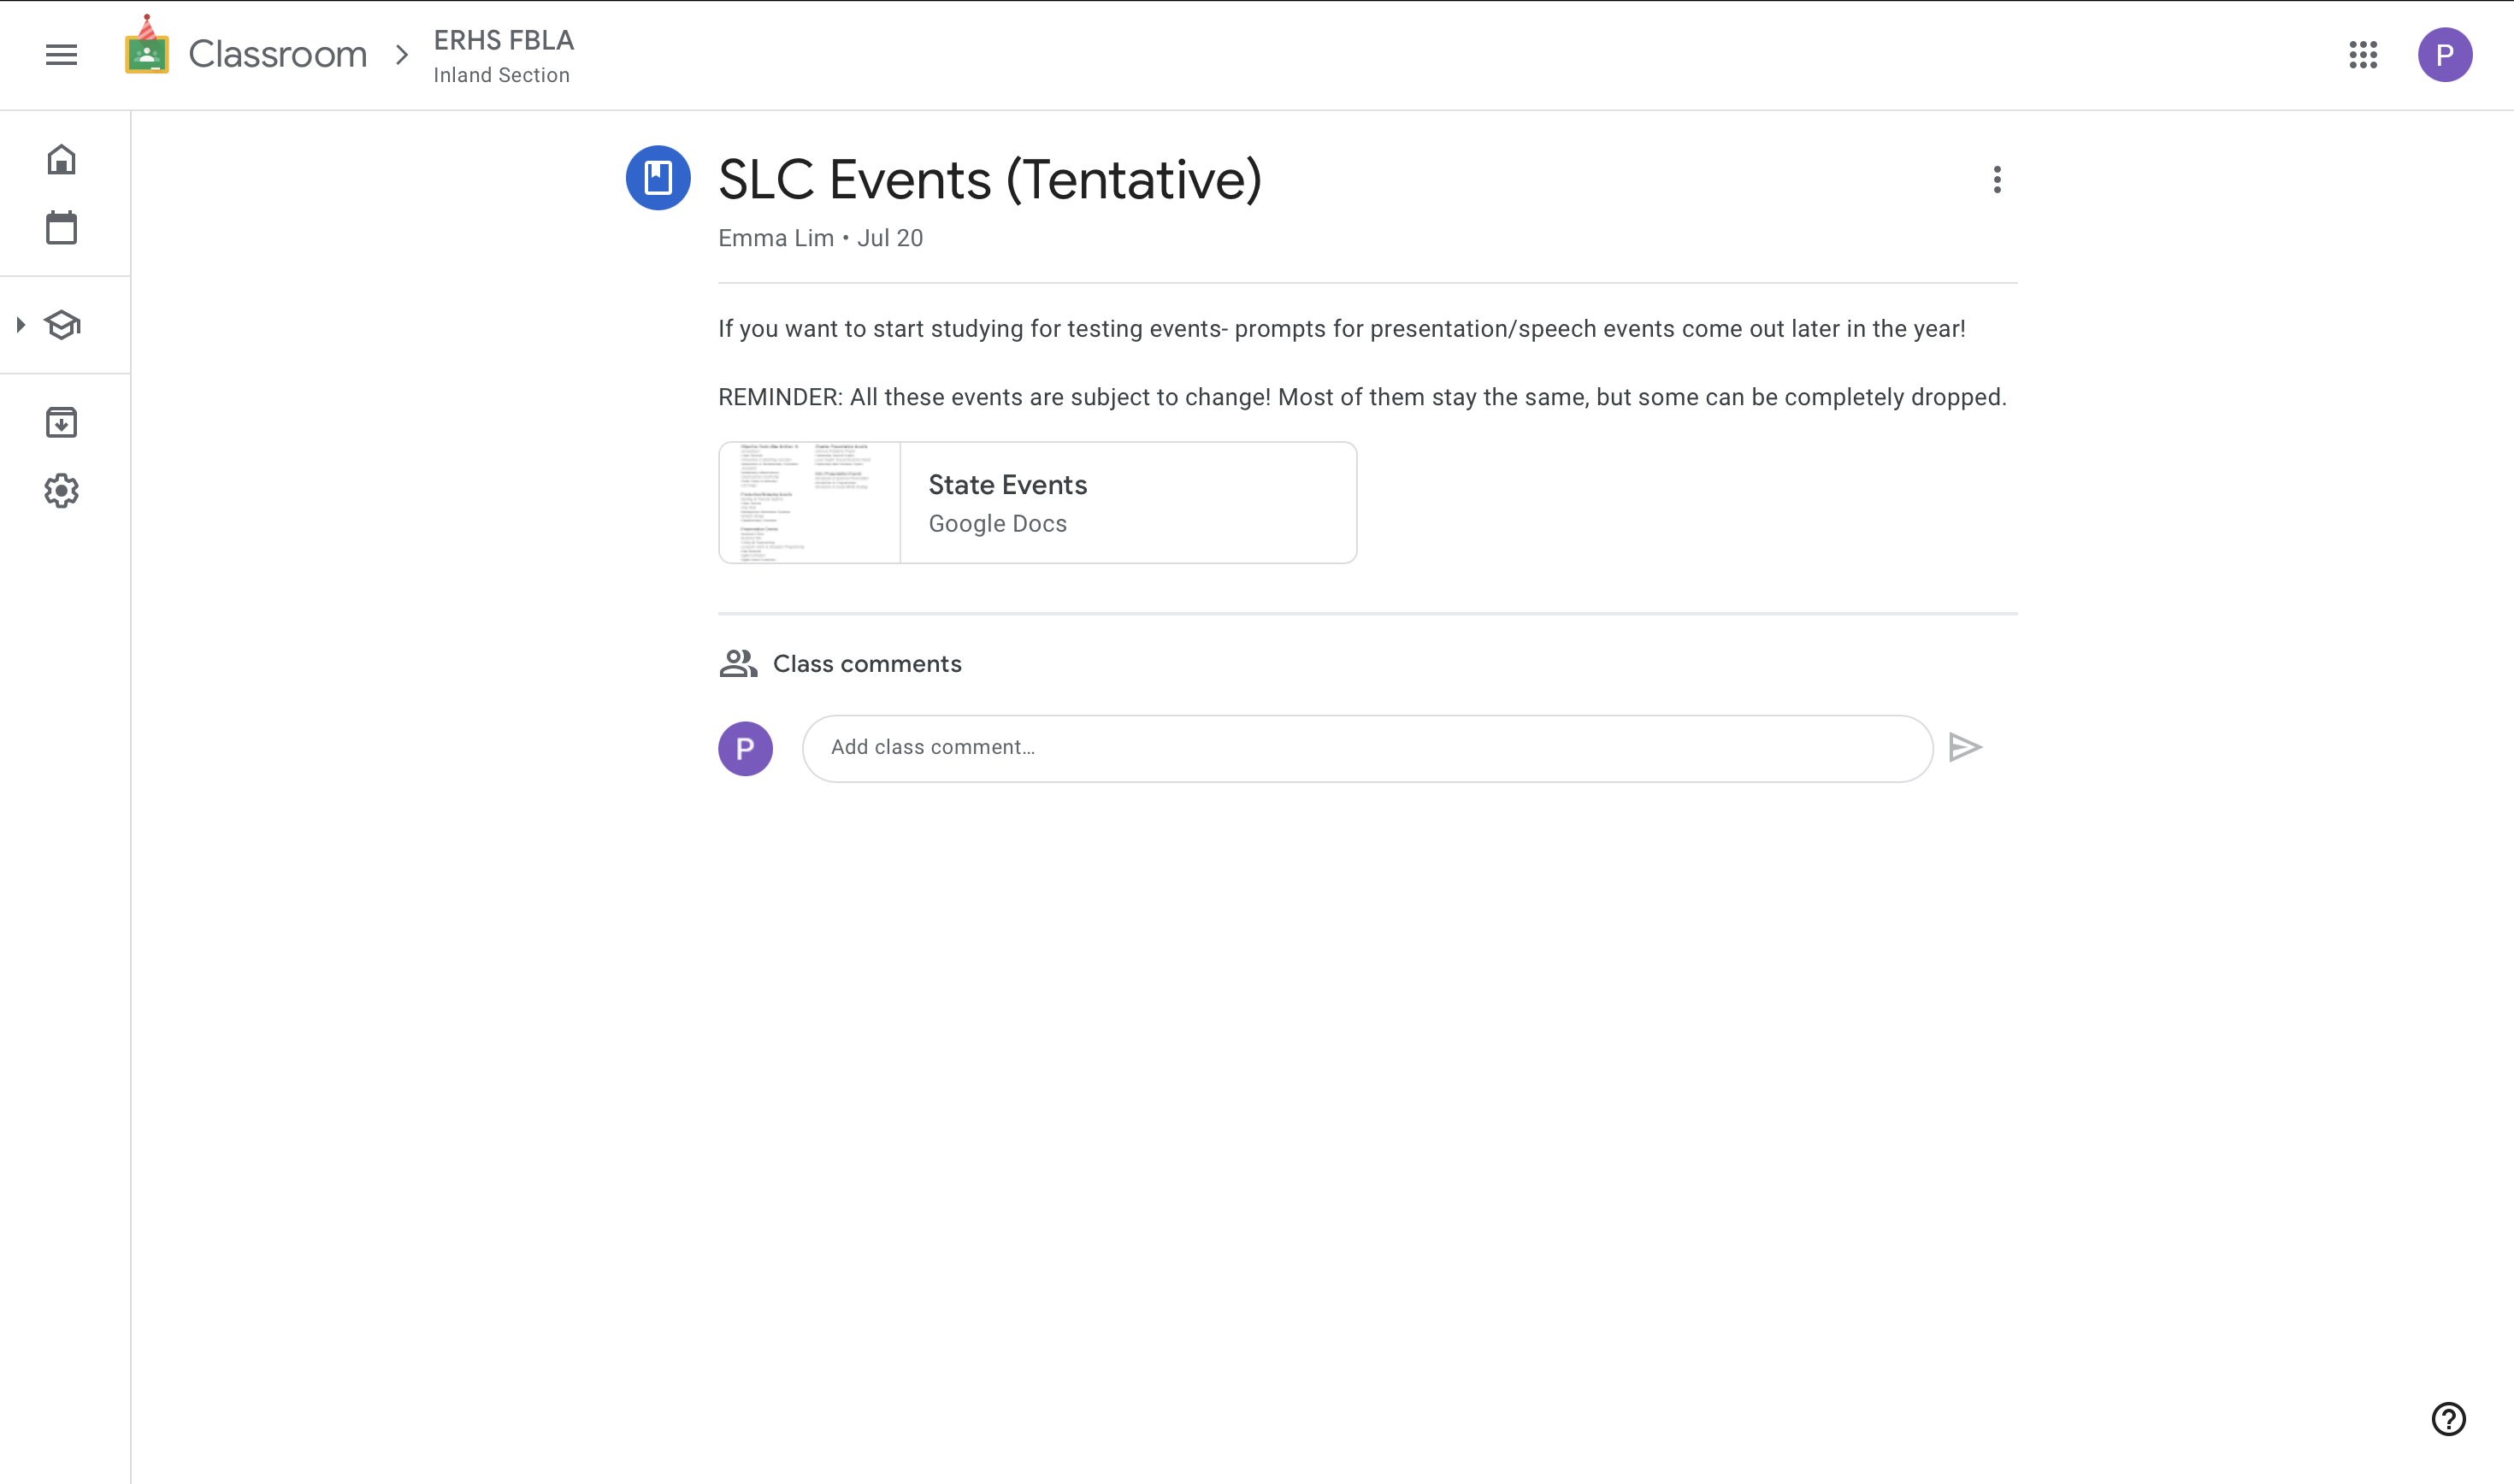 Classroom
ERHS FBLA
Inland Section
P
SLC Events (Tentative)
Emma Lim • Jul 20
If you want to start studying for testing events- prompts for presentation/speech events come out later in the year!
REMINDER: All these events are subject to change! Most of them stay the same, but some can be completely dropped.
State Events
Google Docs
Class comments
P
Add class comment...